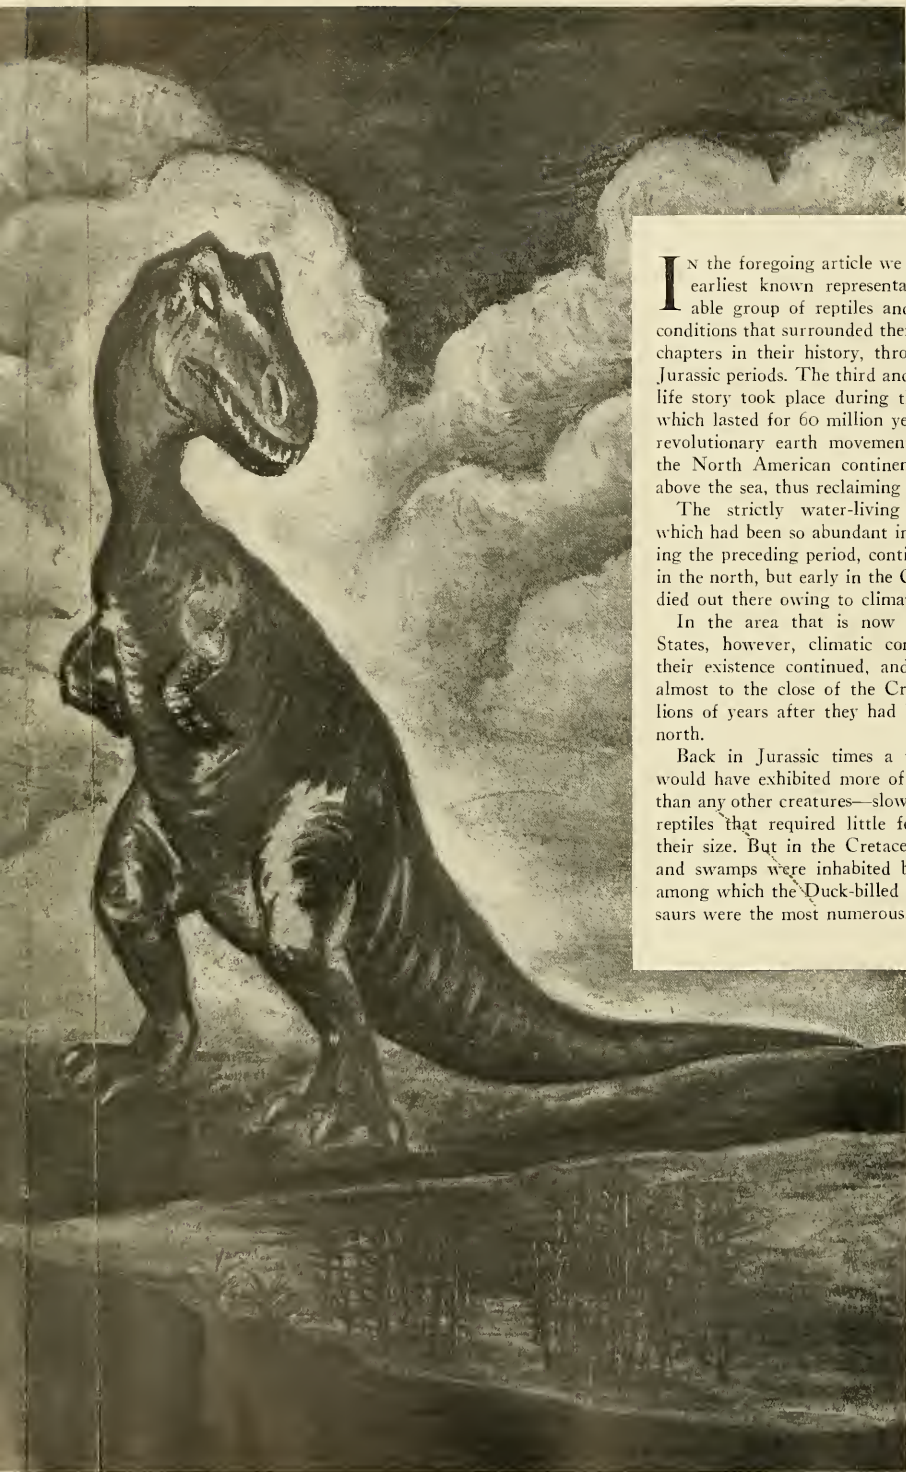 IN the foregoing article we
earliest known representa
able group of reptiles and
conditions that surrounded the
chapters in their history, thro
Jurassic periods. The third and
life story took place during t
which lasted for 60 million ye
revolutionary earth movemen
the North American continen
above the sea, thus reclaiming
The strictly water-living
which had been so abundant in
ing the preceding period, conti
in the north, but early in the C
died out there owing to clima
In the area that is now
States, however, climatic co
their existence continued, and
almost to the close of the Cr
lions of years after they had
north.
Back in Jurassic times a
would have exhibited more of
than any other creatures—slow
reptiles that required little f
their size. But in the Cretace
and swamps were inhabited b
among which the Duck-billed
saurs were the most numerous